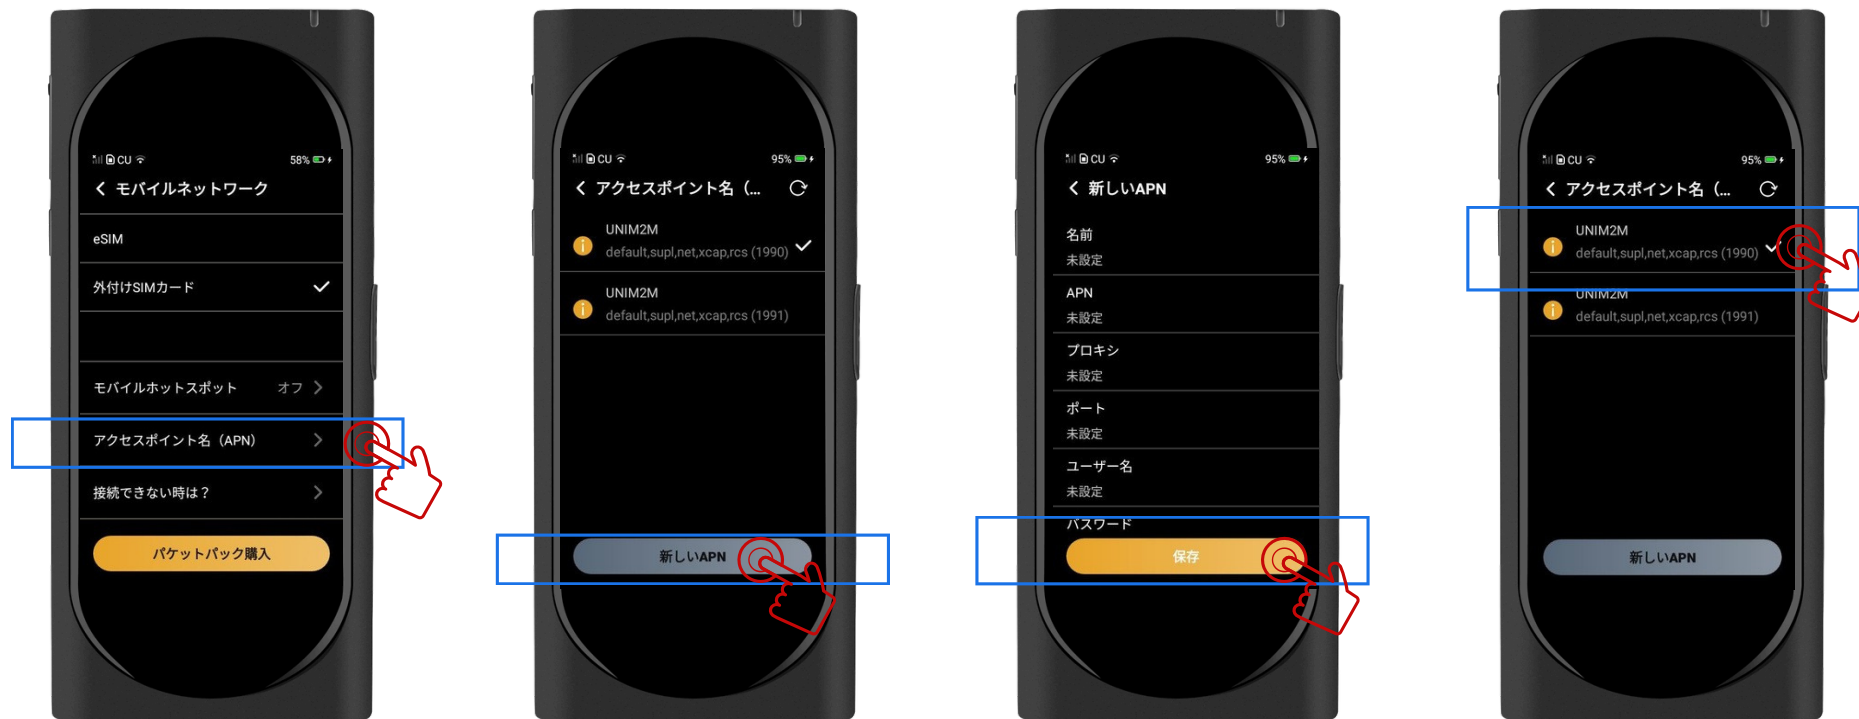 CU
58%
モバイルネットワーク
eSIM
外付けSIMカード
モバイルホットスポット オフ
アクセスポイント名（APN）
接続できない時は？
パケットパック購入
CU
95%
アクセスポイント名（...
UNIM2M
default,supl,net,xcap,rcs (1990)
UNIM2M
default,supl,net,xcap,rcs (1991)
新しいAPN
CU
95%
新しいAPN
名前
未設定
APN
未設定
プロキシ
未設定
ポート
未設定
ユーザー名
未設定
パスワード
保存
CU
95%
アクセスポイント名（...
UNIM2M
default,supl,net,xcap,rcs (1990)
UNIM2M
default,supl,net,xcap,rcs (1991)
新しいAPN